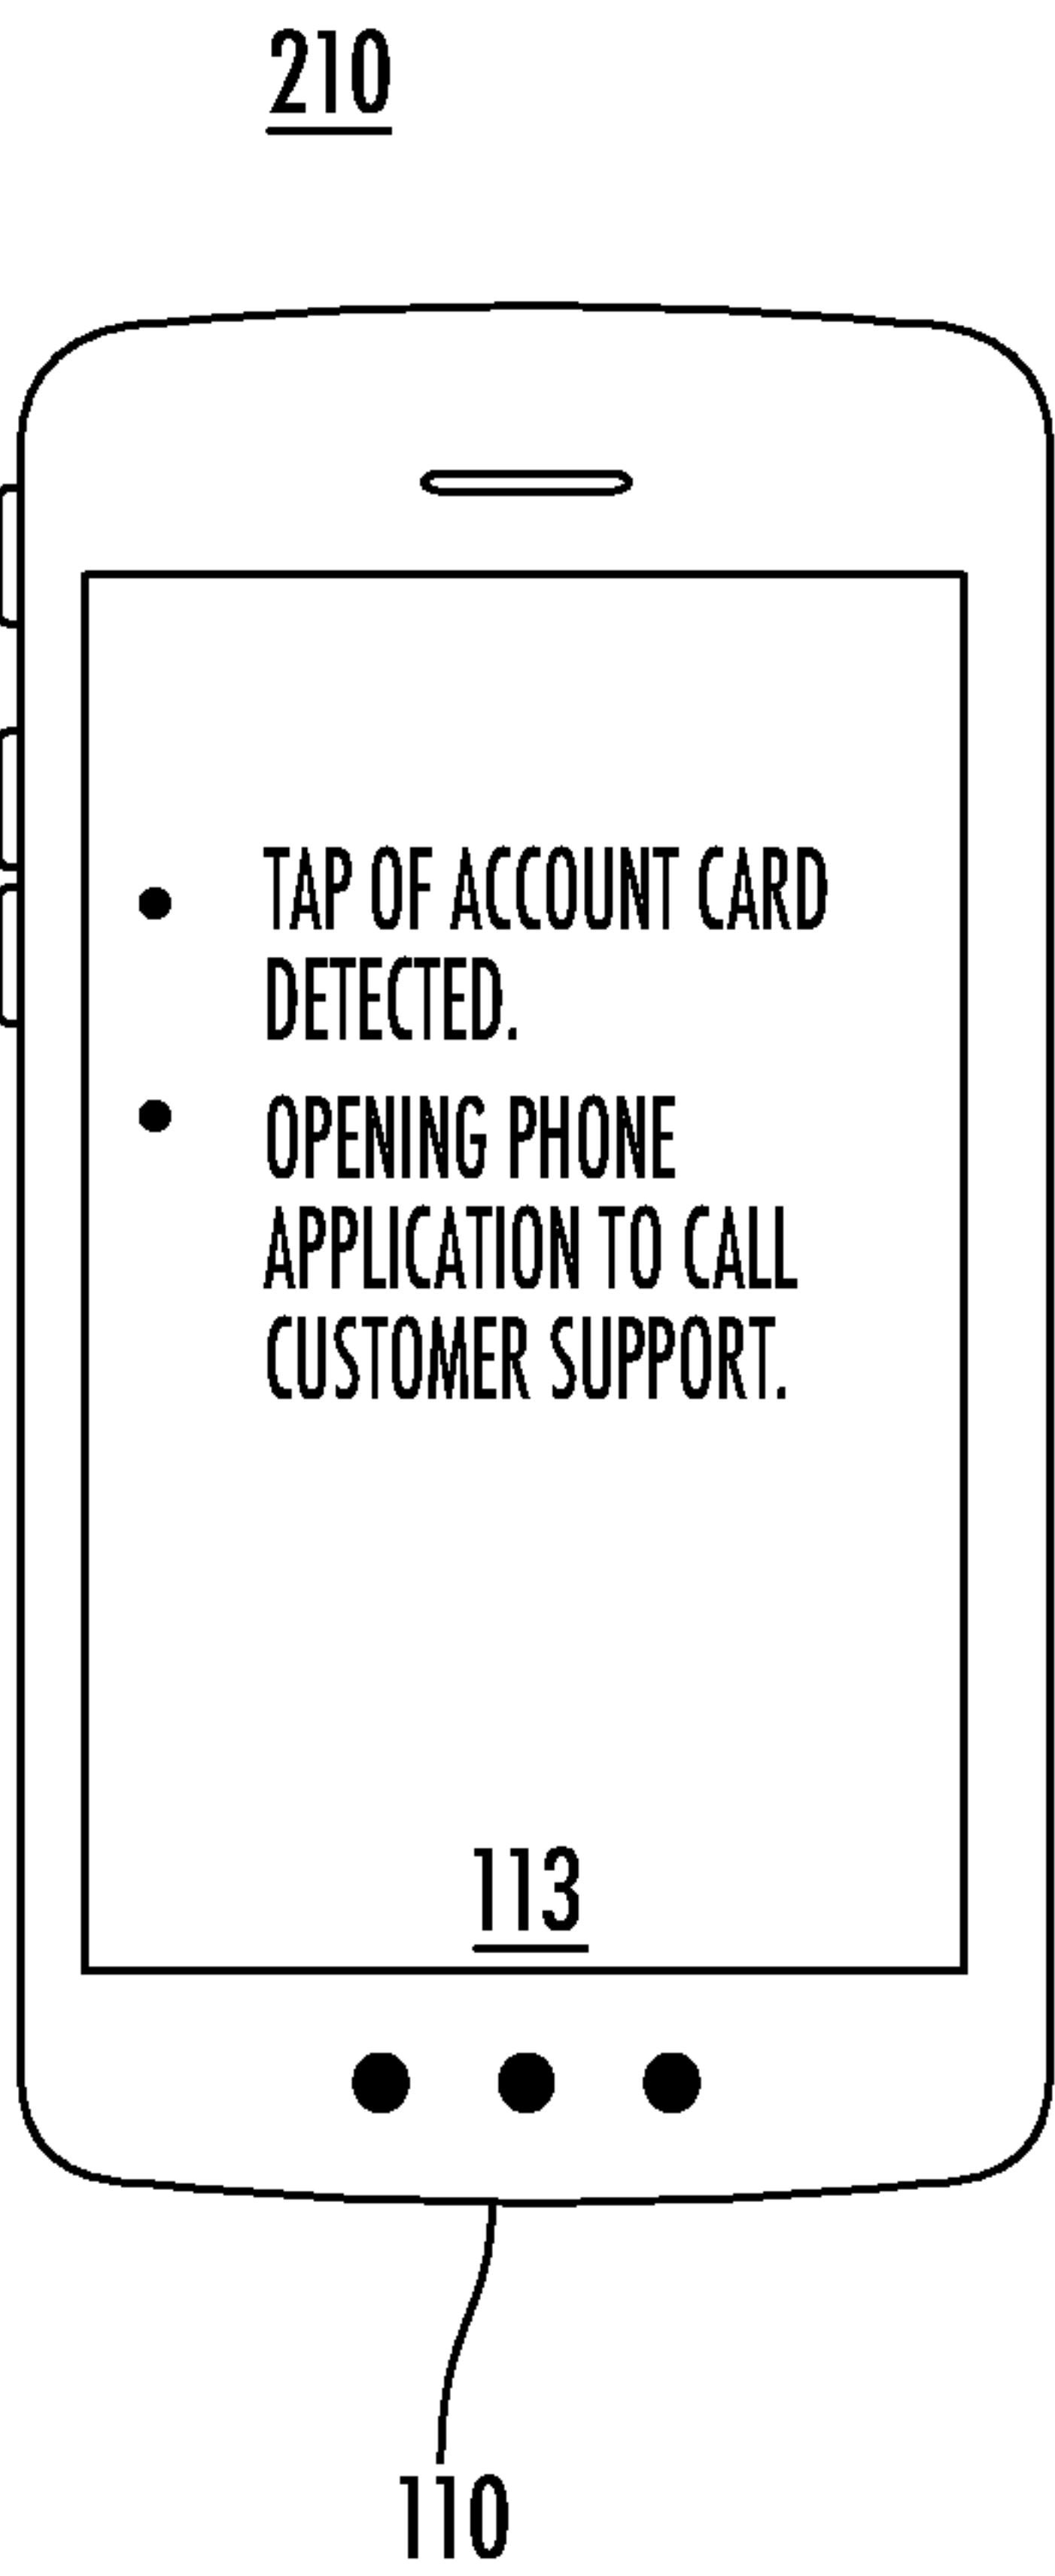 210
• TAP OF ACCOUNT CARD
DETECTED.
• OPENING PHONE
APPLICATION TO CALL
CUSTOMER SUPPORT.
113
110